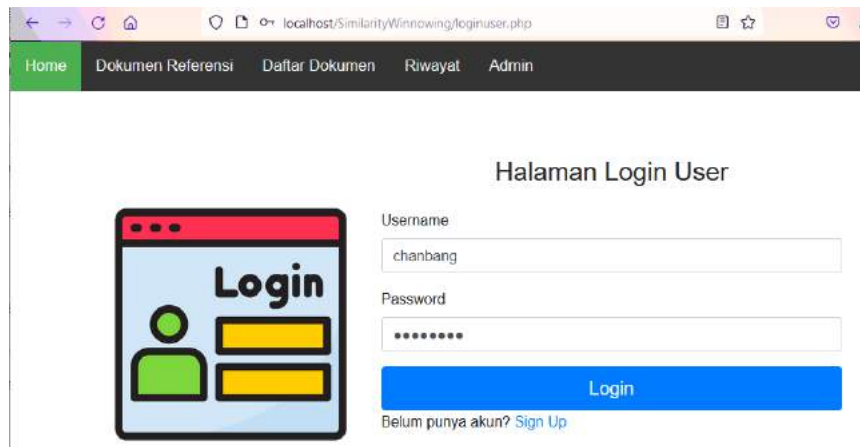 localhost/SimilarityWinnowing/loginuser.php
Home Dokumen Referensi Daftar Dokumen Riwayat Admin
Halaman Login User
Login
Username
chanbang
Password
••••••••
Login
Belum punya akun? Sign Up